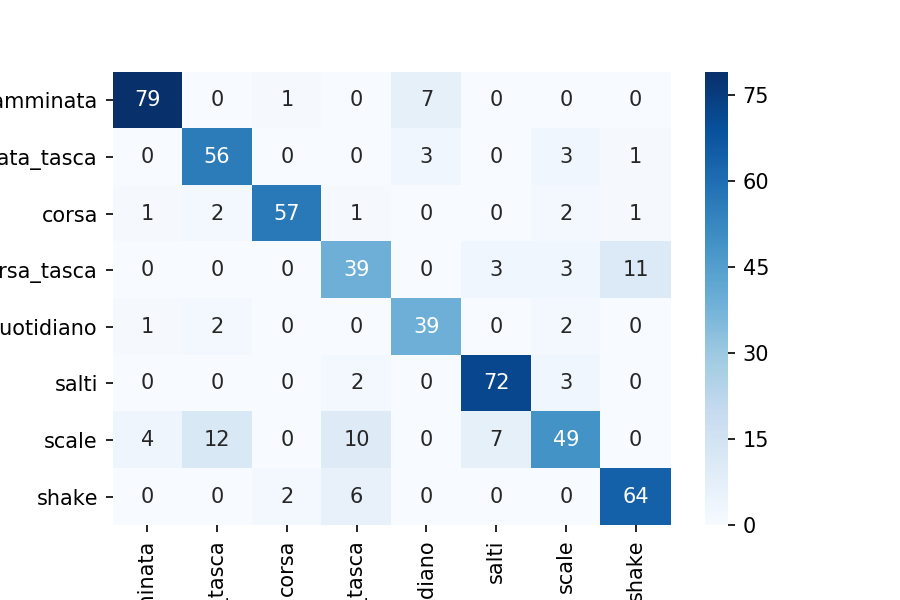 amminata 79 0 1 0 7 0 0 0
ata_tasca 0 56 0 0 3 0 3 1
corsa 1 2 57 1 0 0 2 1
rsa_tasca 0 0 0 39 0 3 3 11
uotidiano 1 2 0 0 39 0 2 0
salti 0 0 0 2 0 72 3 0
scale 4 12 0 10 0 7 49 0
shake 0 0 2 6 0 0 0 64
minata _tasca corsa _tasca diano salti scale shake
75
60
45
30
15
0